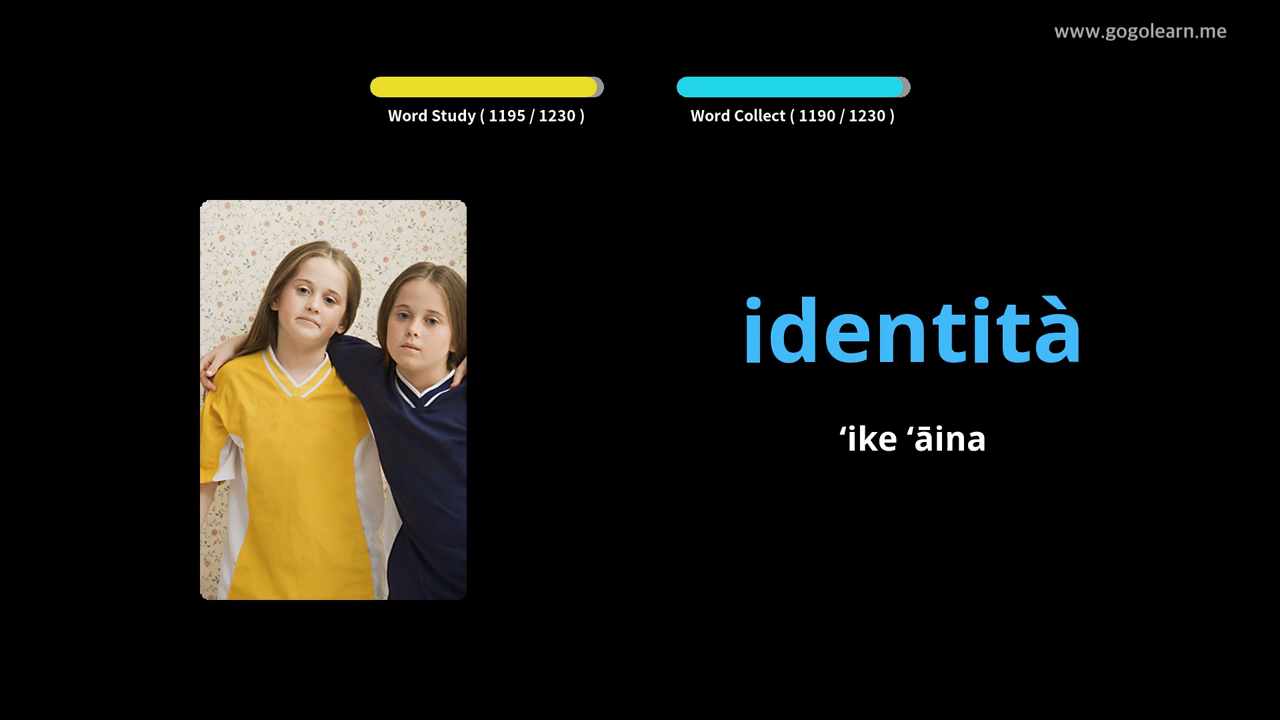 www.gogolearn.me
Word Study ( 1195 / 1230 )
Word Collect ( 1190 / 1230 )
identità
ʻike ʻāina